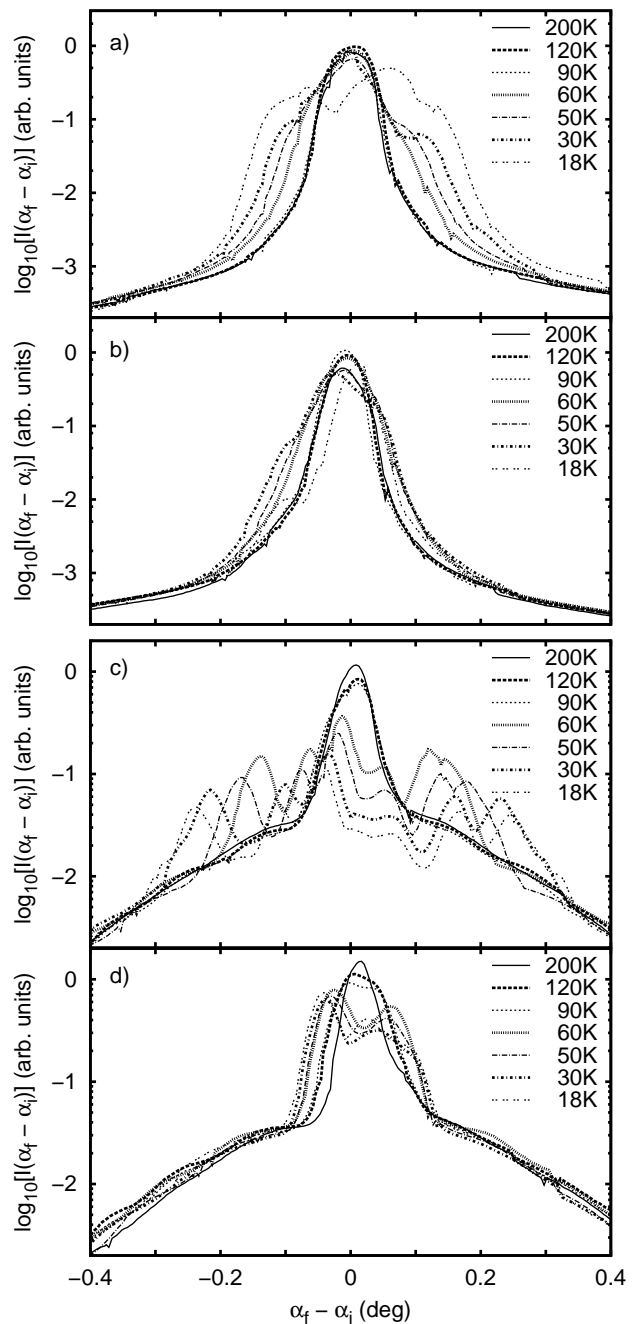 a)
200K
120K
90K
60K
50K
30K
18K
0
−1
−2
−3
log10[I(αf − αi)] (arb. units)
b)
200K
120K
90K
60K
50K
30K
18K
0
−1
−2
−3
log10[I(αf − αi)] (arb. units)
c)
200K
120K
90K
60K
50K
30K
18K
0
−1
−2
log10[I(αf − αi)] (arb. units)
d)
200K
120K
90K
60K
50K
30K
18K
0
−1
−2
log10[I(αf − αi)] (arb. units)
−0.4 −0.2 0 0.2 0.4
αf − αi (deg)